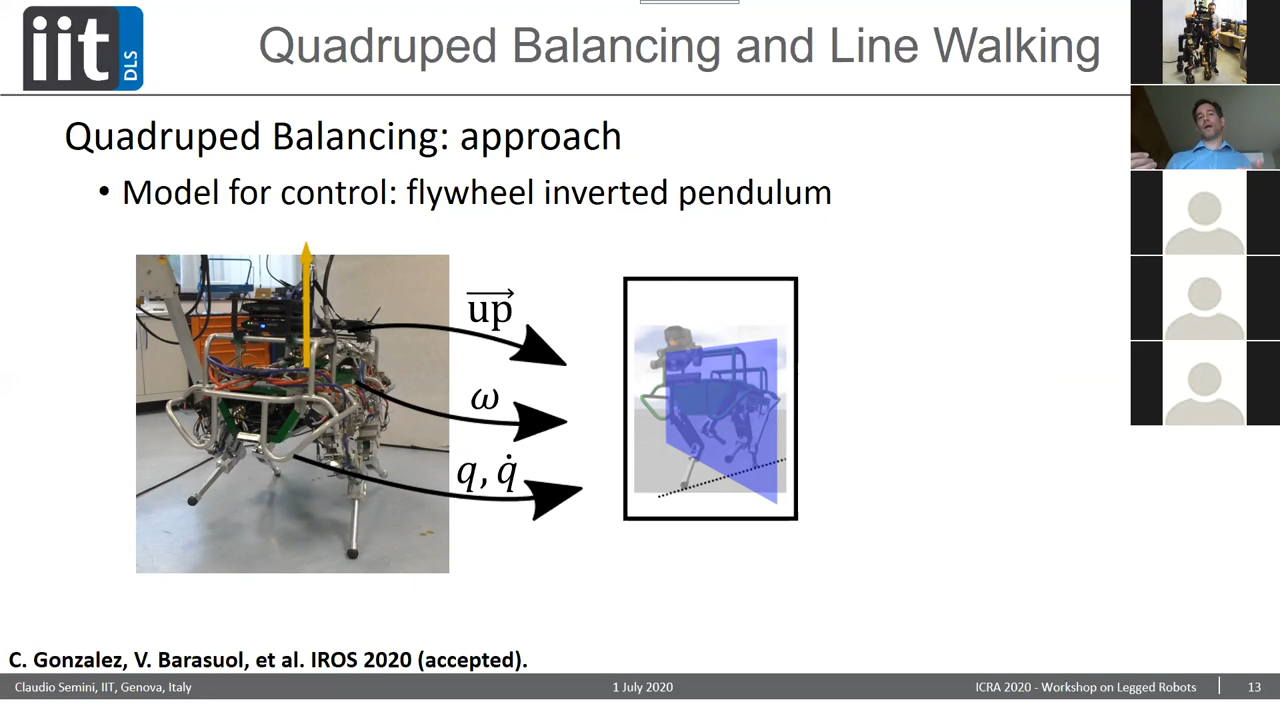 iit
DLS
Quadruped Balancing and Line Walking
Quadruped Balancing: approach
• Model for control: flywheel inverted pendulum
up
ω
q, q̇
C. Gonzalez, V. Barasuol, et al. IROS 2020 (accepted).
Claudio Semini, IIT, Genova, Italy
1 July 2020
ICRA 2020 - Workshop on Legged Robots
13